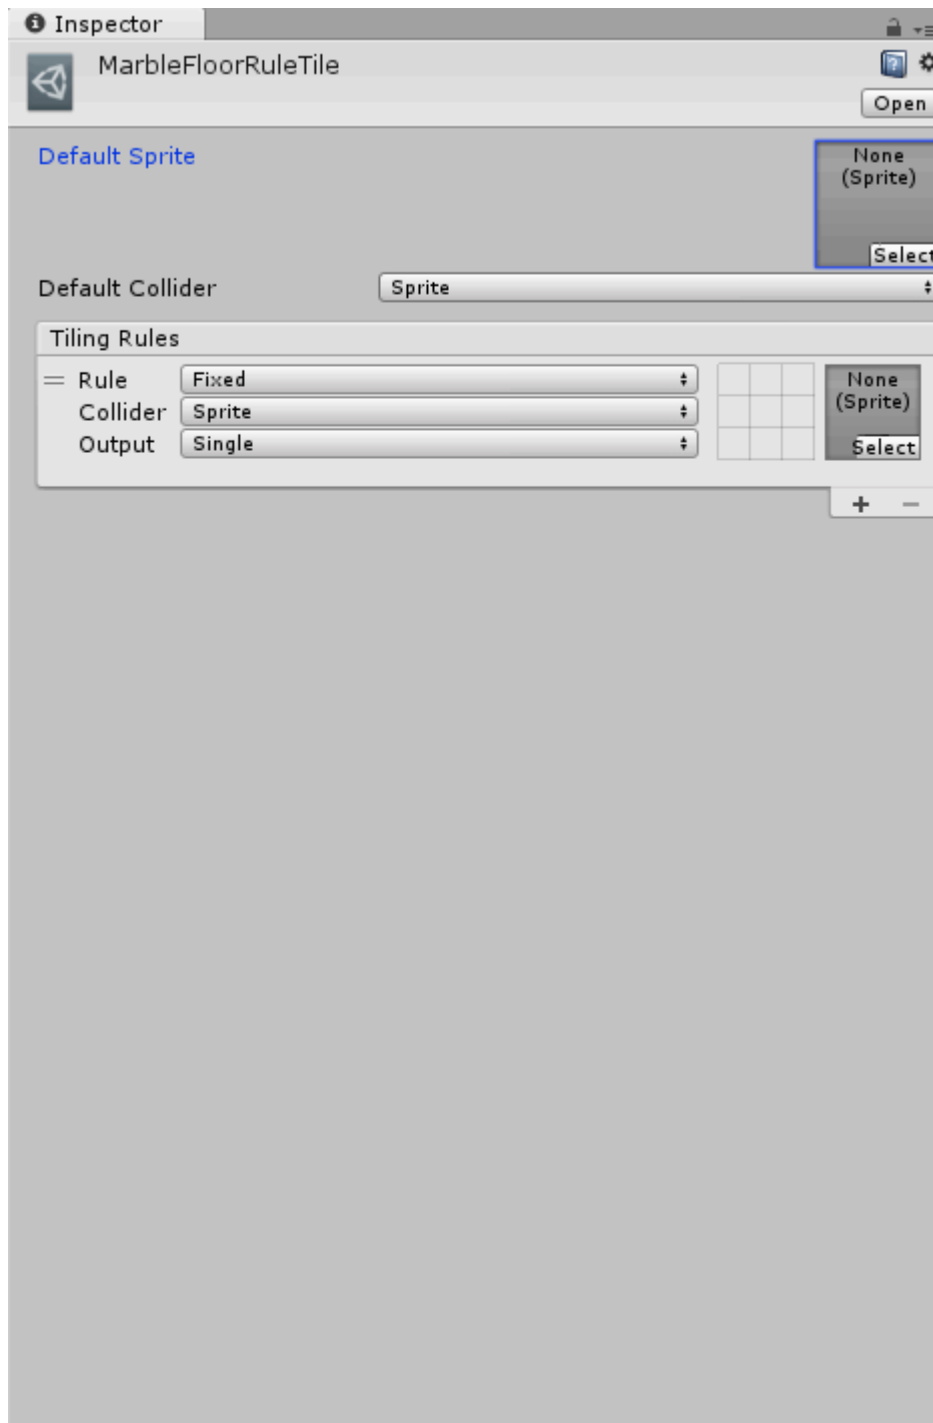 Inspector
MarbleFloorRuleTile
Open
Default Sprite
None
(Sprite)
Select
Default Collider
Sprite
Tiling Rules
Rule
Fixed
None
(Sprite)
Collider
Sprite
Output
Single
Select